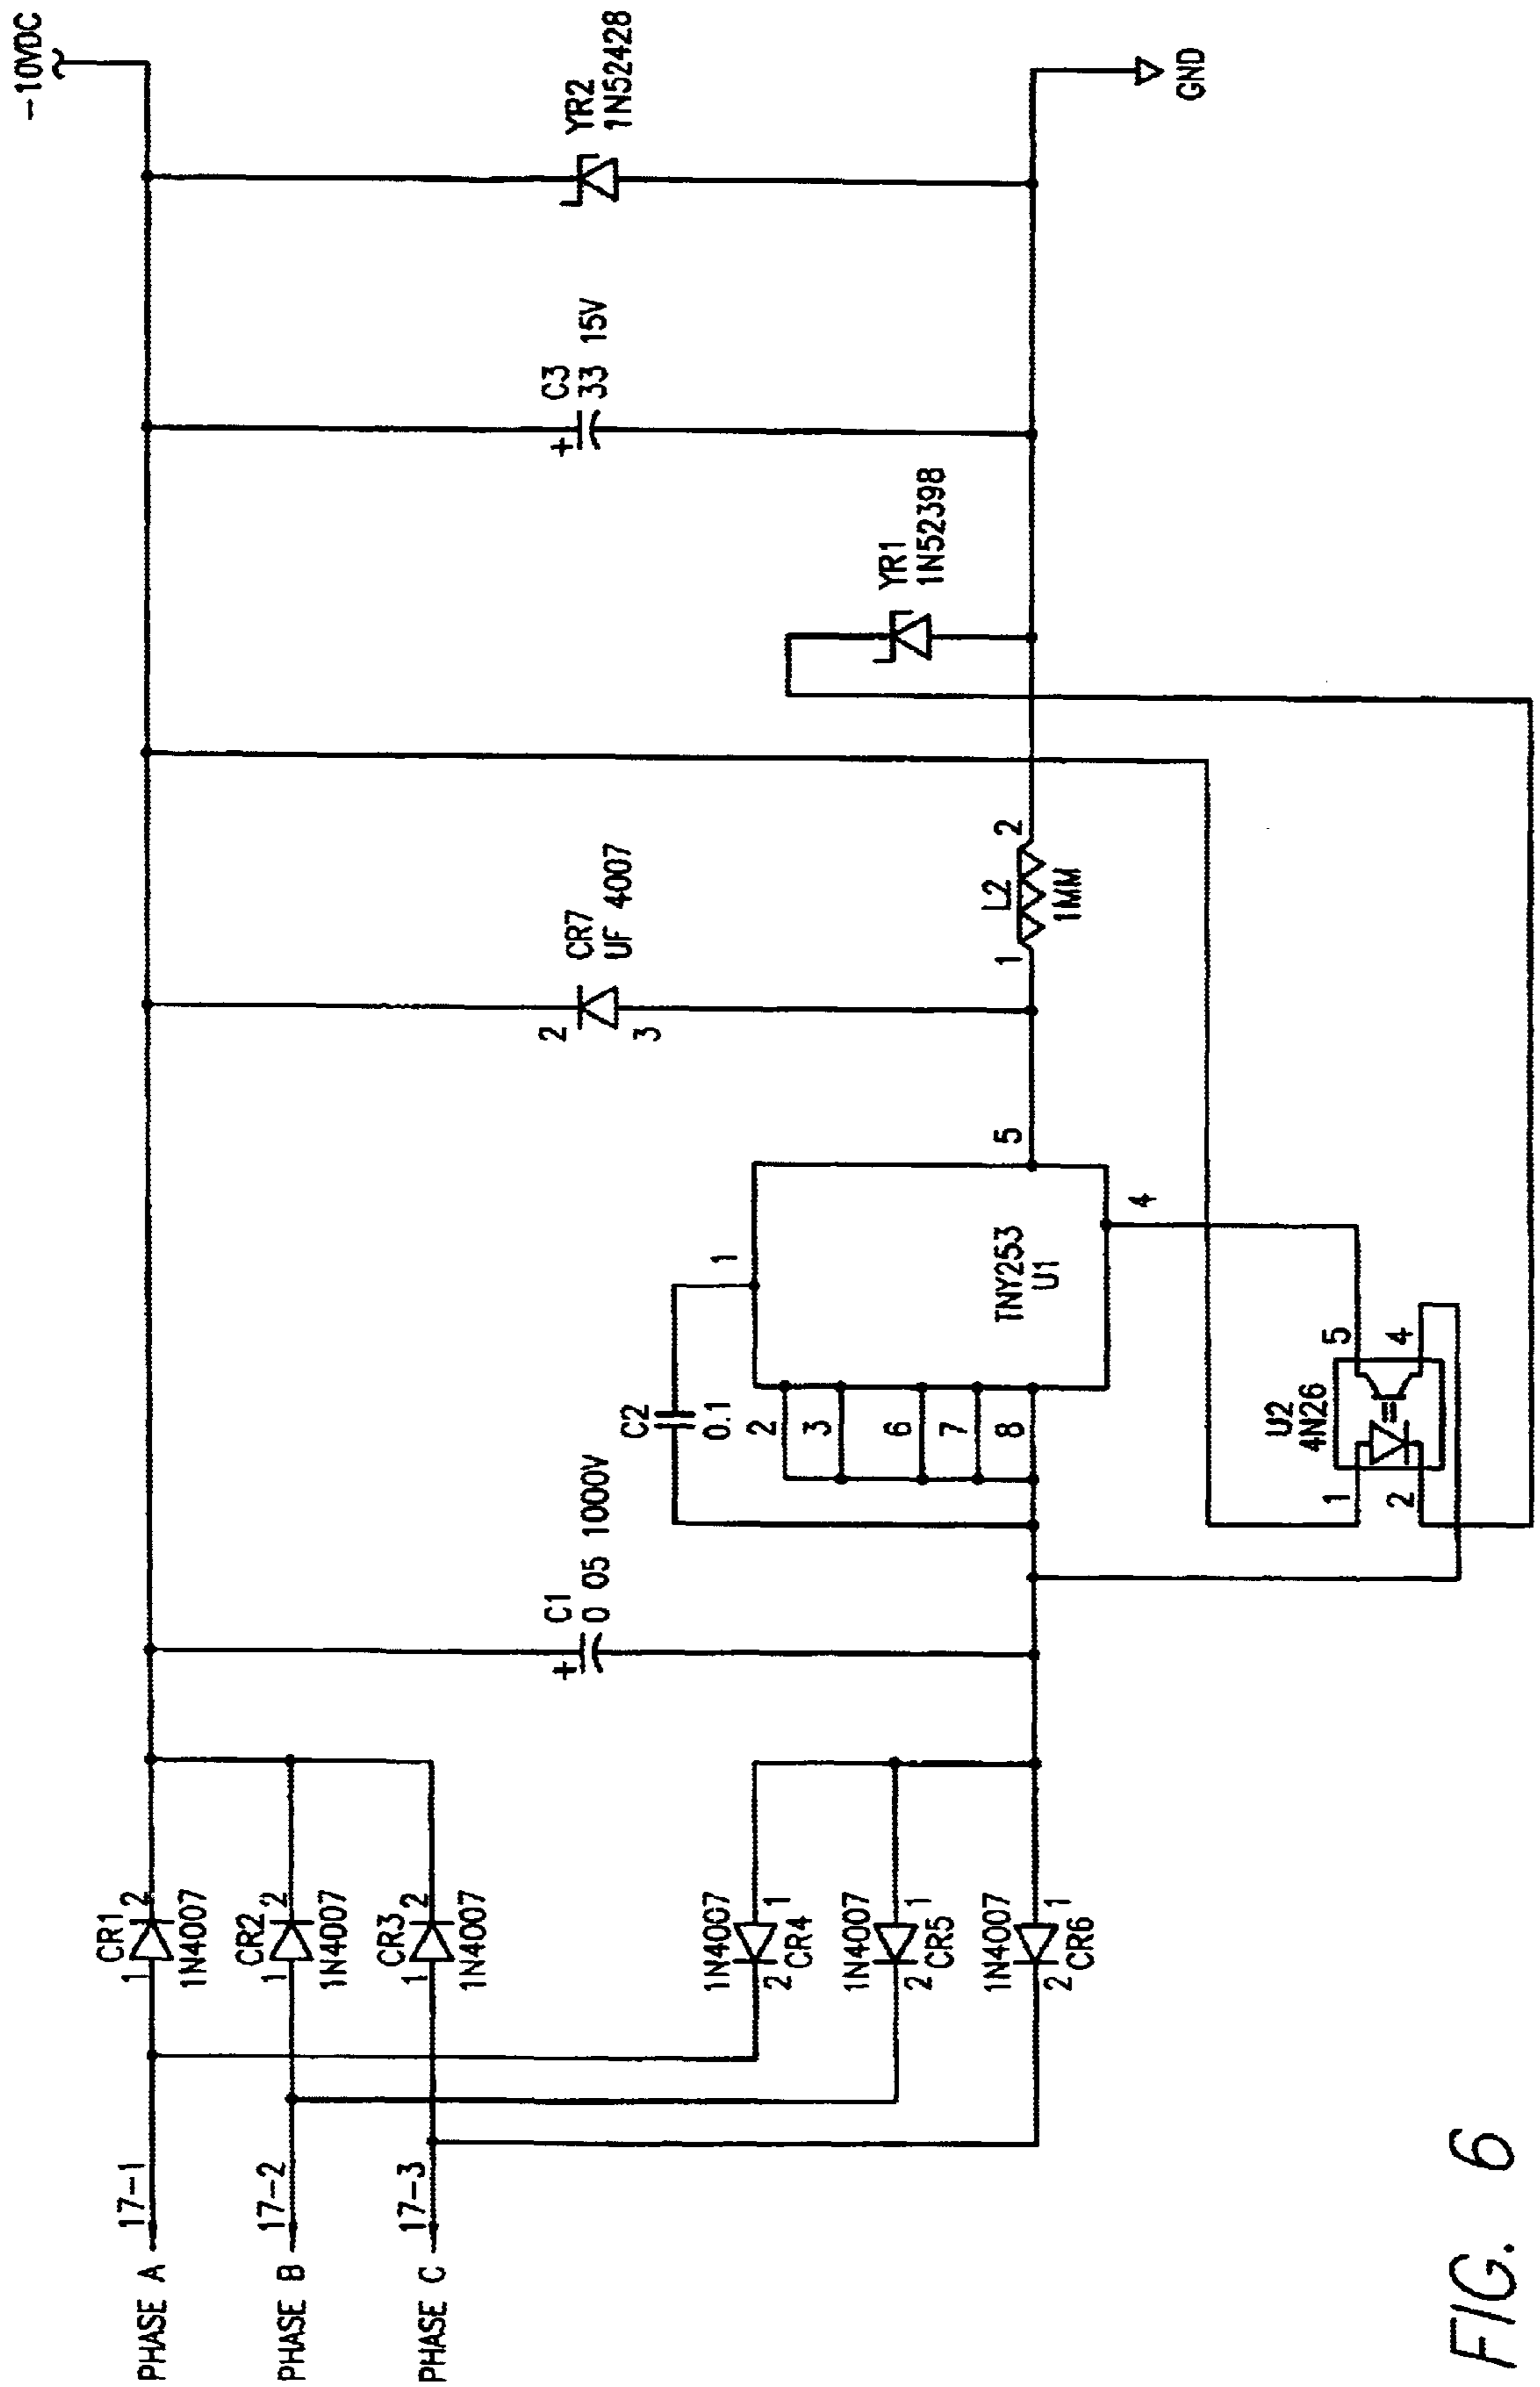 -10VDC
YR2
1N52428
GND
C3
+
33 15V
YR1
1N52398
CR7
UF 4007
2
3
L2
1
2
1MM
C1
+
0 05 1000V
C2
0.1
1
2
3
6
7
8
5
4
TNY253
U1
U2
4N26
1
2
5
4
CR1
1
2
1N4007
CR2
1
2
1N4007
CR3
1
2
1N4007
1N4007
2
1
CR4
1N4007
2
1
CR5
1N4007
2
1
CR6
PHASE A
17-1
PHASE B
17-2
PHASE C
17-3
FIG. 6